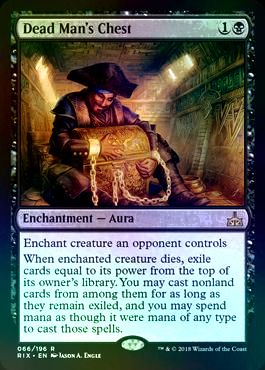 Dead Man's Chest 1
Enchantment — Aura
Enchant creature an opponent controls
When enchanted creature dies, exile
cards equal to its power from the top of
its owner's library. You may cast nonland
cards from among them for as long as
they remain exiled, and you may spend
mana as though it were mana of any type
to cast those spells.
066/196 R
RIX • EN Jason A. Engle
™ & © 2018 Wizards of the Coast